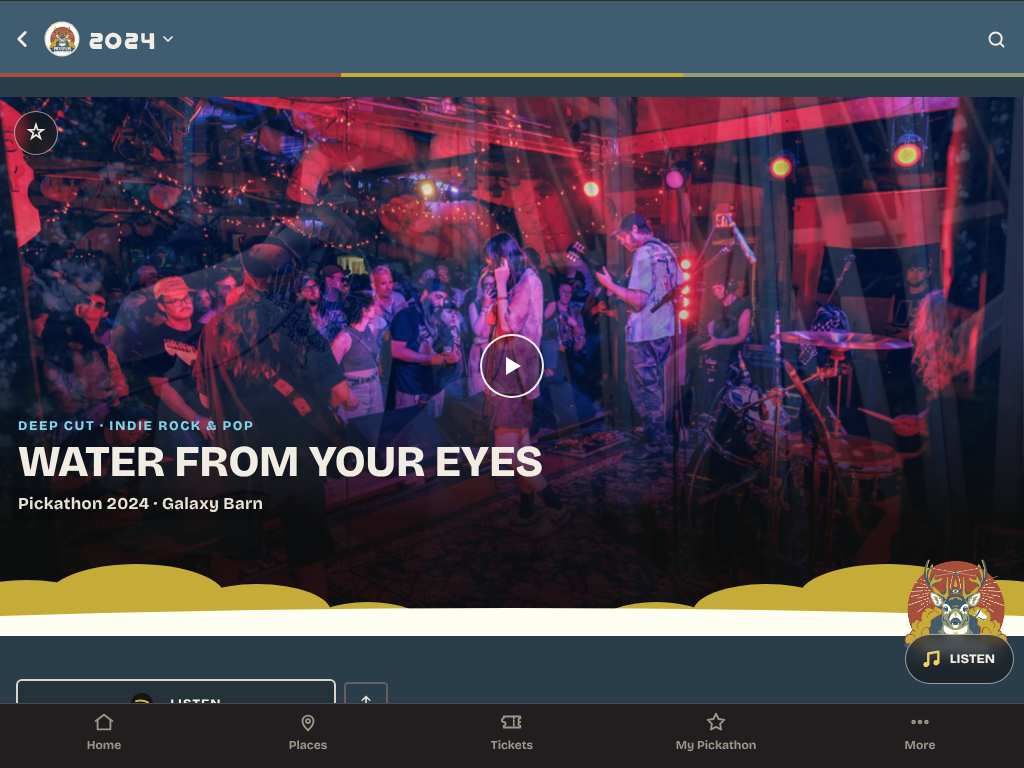 2024
DEEP CUT · INDIE ROCK & POP
WATER FROM YOUR EYES
Pickathon 2024 · Galaxy Barn
LISTEN
LISTEN
Home
Places
Tickets
My Pickathon
More